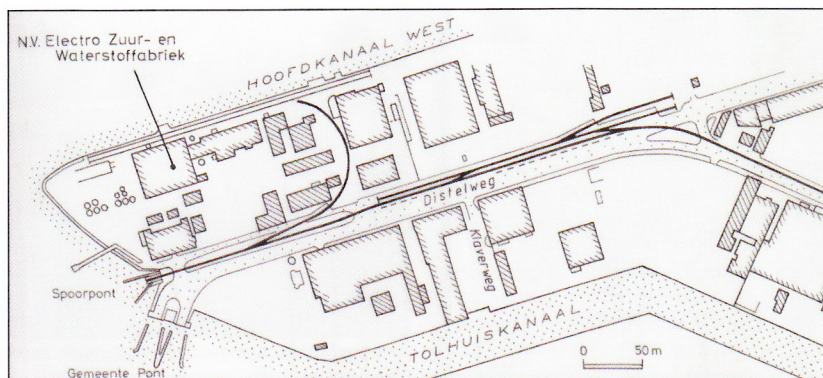 N.V. Electro Zuur- en
Waterstoffabriek
HOOFDKANAAL WEST
Distelweg
Klaverweg
Spoorpont
TOLHUISKANAAL
0 50 m
Gemeente Pont